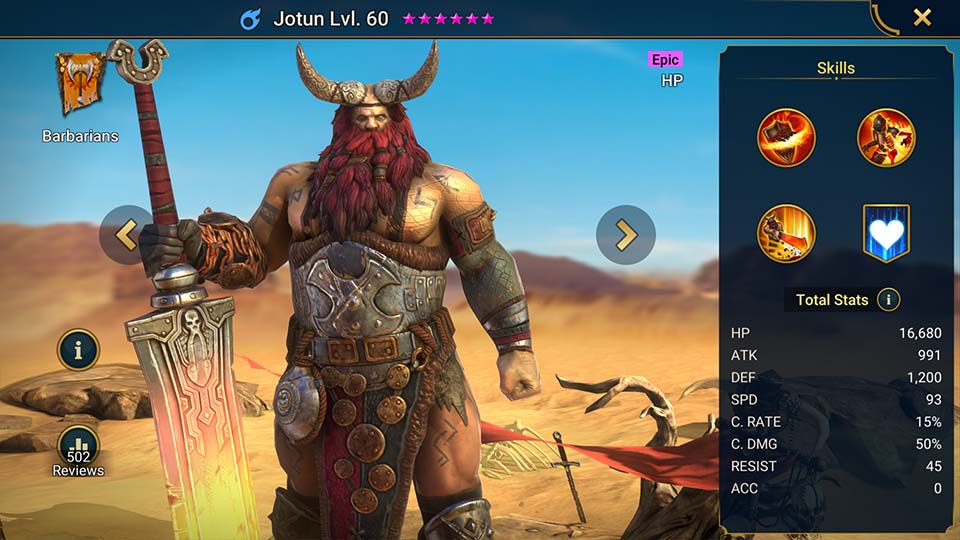 Jotun Lvl. 60
Barbarians
Epic
HP
502
Reviews
Skills
Total Stats
HP 16,680
ATK 991
DEF 1,200
SPD 93
C. RATE 15%
C. DMG 50%
RESIST 45
ACC 0